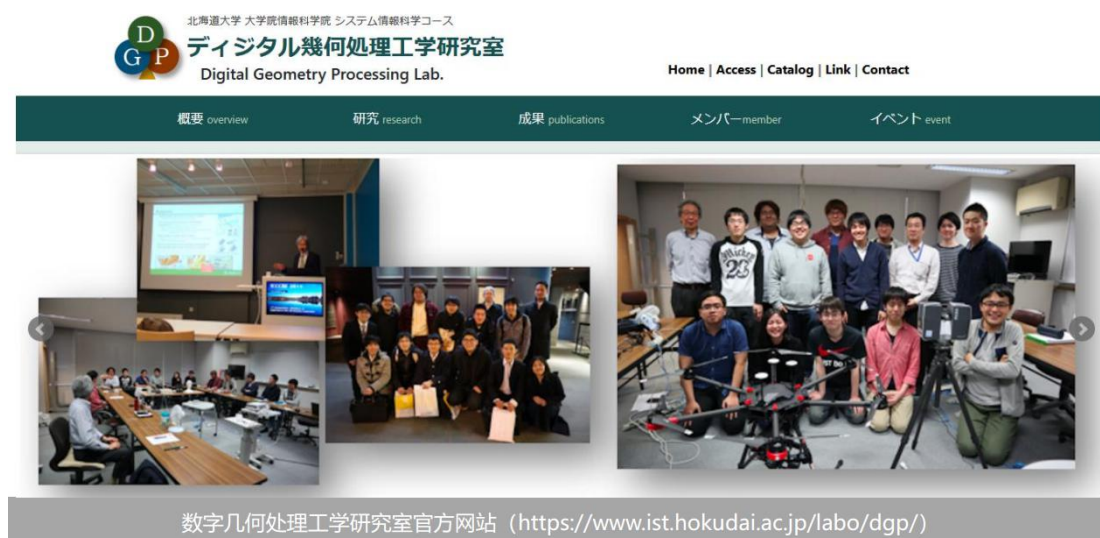 北海道大学 大学院情報科学院 システム情報科学コース
DGP
ディジタル幾何処理工学研究室
Digital Geometry Processing Lab.
Home | Access | Catalog | Link | Contact
概要 overview 研究 research 成果 publications メンバーmember イベント event
Mickey
23
数字几何处理工学研究室官方网站（https://www.ist.hokudai.ac.jp/labo/dgp/）